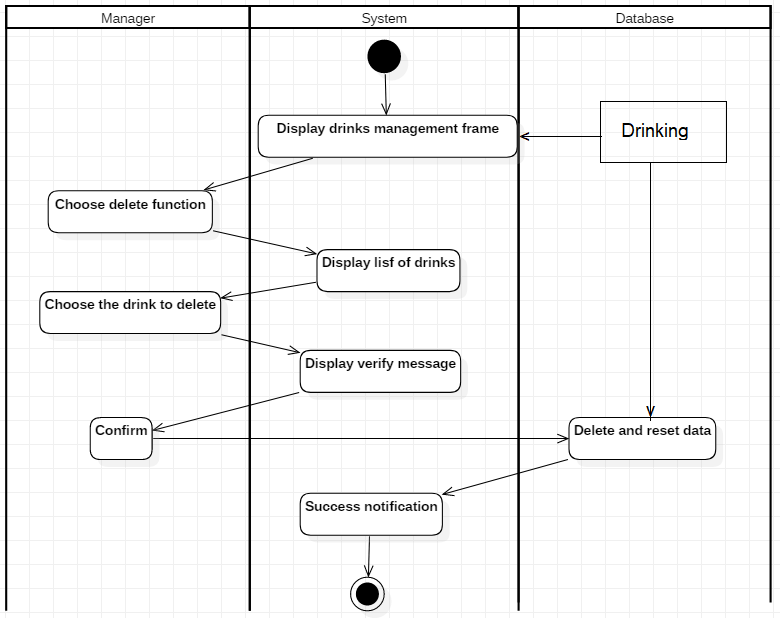 Manager
System
Database
Display drinks management frame
Drinking
Choose delete function
Display lisf of drinks
Choose the drink to delete
Display verify message
Confirm
Delete and reset data
Success notification